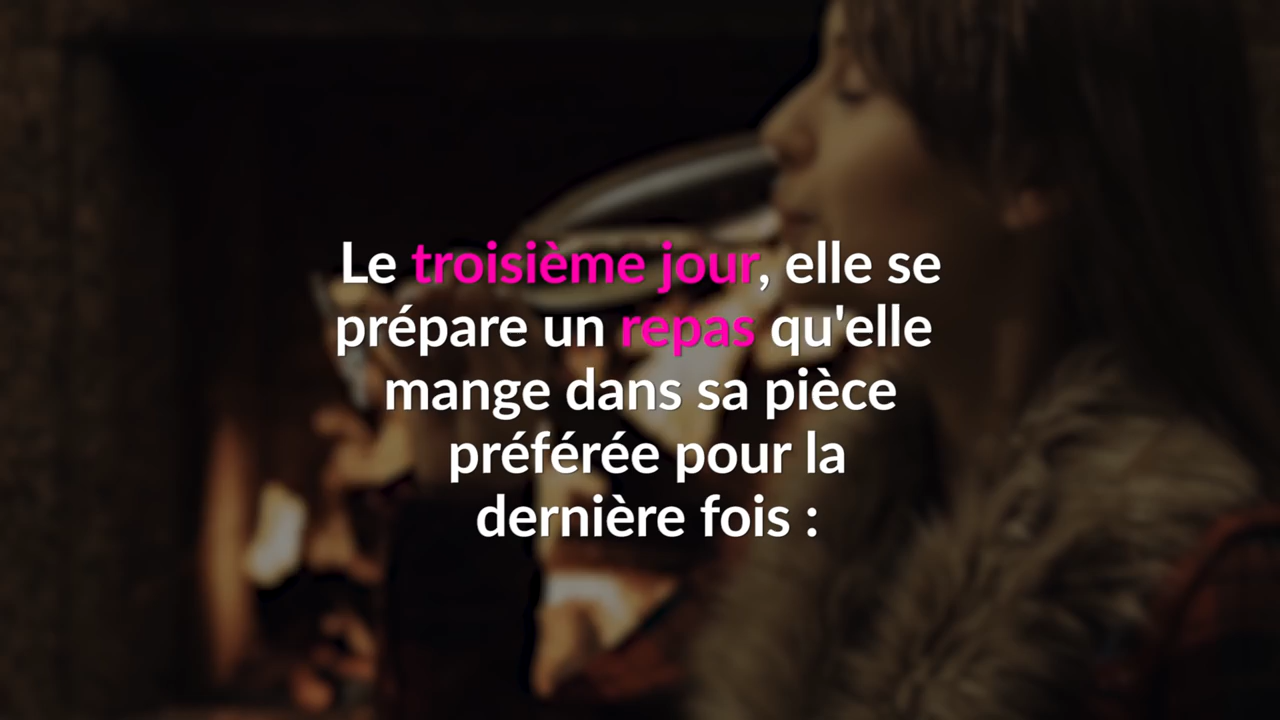 Le troisième jour, elle se
prépare un repas qu'elle
mange dans sa pièce
préférée pour la
dernière fois :